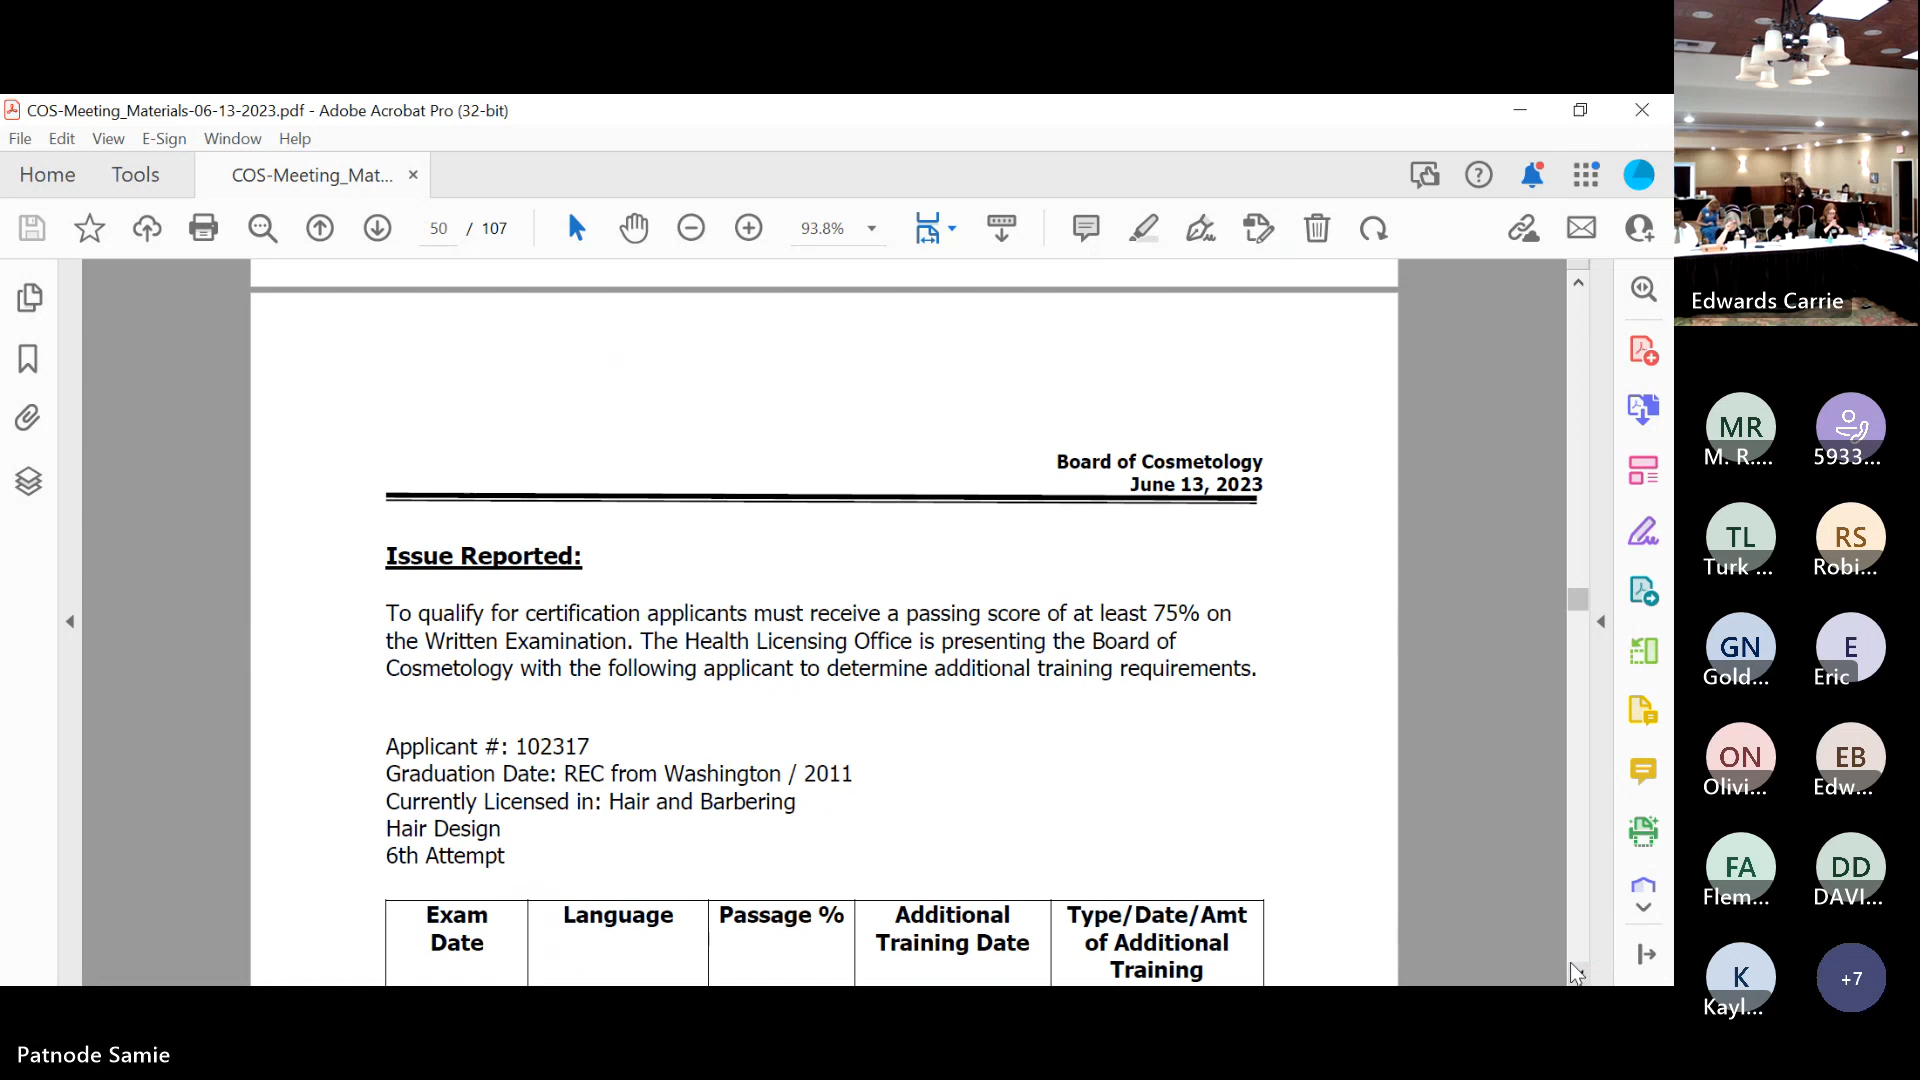 COS-Meeting_Materials-06-13-2023.pdf - Adobe Acrobat Pro (32-bit)
File Edit View E-Sign Window Help
Home Tools COS-Meeting_Mat... ×
50 / 107 93.8%
Board of Cosmetology
June 13, 2023
Issue Reported:
To qualify for certification applicants must receive a passing score of at least 75% on
the Written Examination. The Health Licensing Office is presenting the Board of
Cosmetology with the following applicant to determine additional training requirements.
Applicant #: 102317
Graduation Date: REC from Washington / 2011
Currently Licensed in: Hair and Barbering
Hair Design
6th Attempt
Exam Date
Language
Passage %
Additional Training Date
Type/Date/Amt of Additional Training
Edwards Carrie
MR
M. R....
5933...
TL
Turk ...
RS
Robi...
GN
Gold...
E
Eric
ON
Olivi...
EB
Edw...
FA
Flem...
DD
DAVI...
K
Kayl...
+7
Patnode Samie